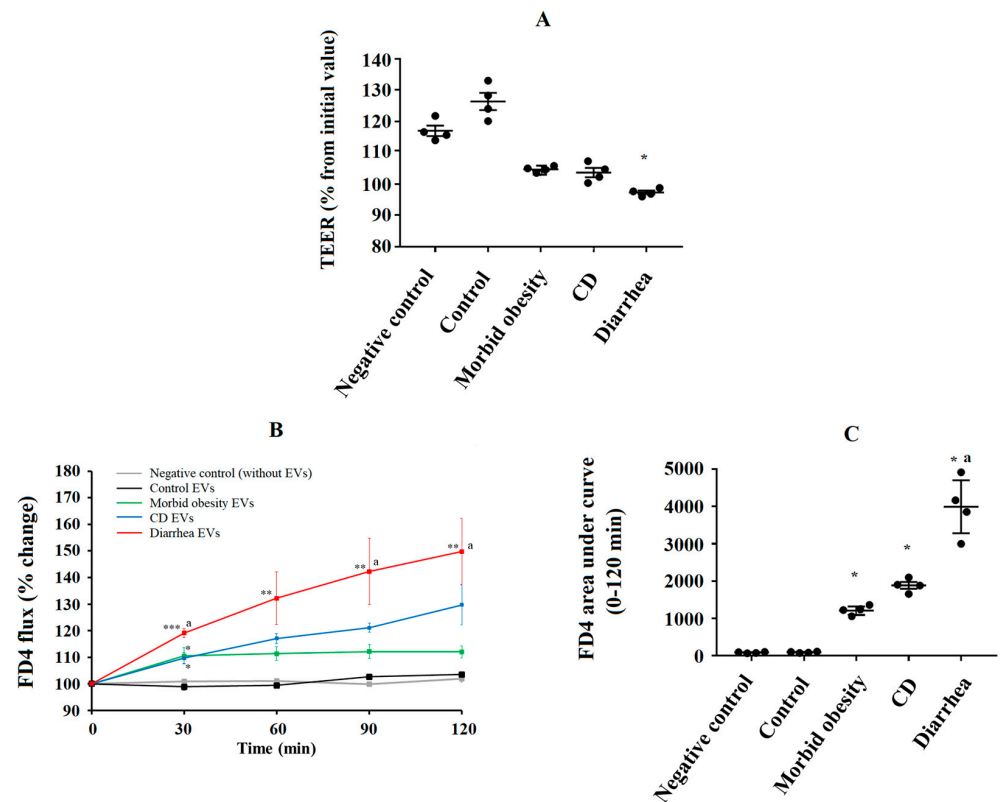 A
TEER (% from initial value)
140
130
120
110
100
90
80
*
Negative control
Control
Morbid obesity
CD
Diarrhea
B
FD4 flux (% change)
180
170
160
150
140
130
120
110
100
90
Negative control (without EVs)
Control EVs
Morbid obesity EVs
CD EVs
Diarrhea EVs
*** a
*
*
**
** a
** a
0
30
60
90
120
Time (min)
C
FD4 area under curve
(0-120 min)
5000
4000
3000
2000
1000
0
*
*
* a
Negative control
Control
Morbid obesity
CD
Diarrhea